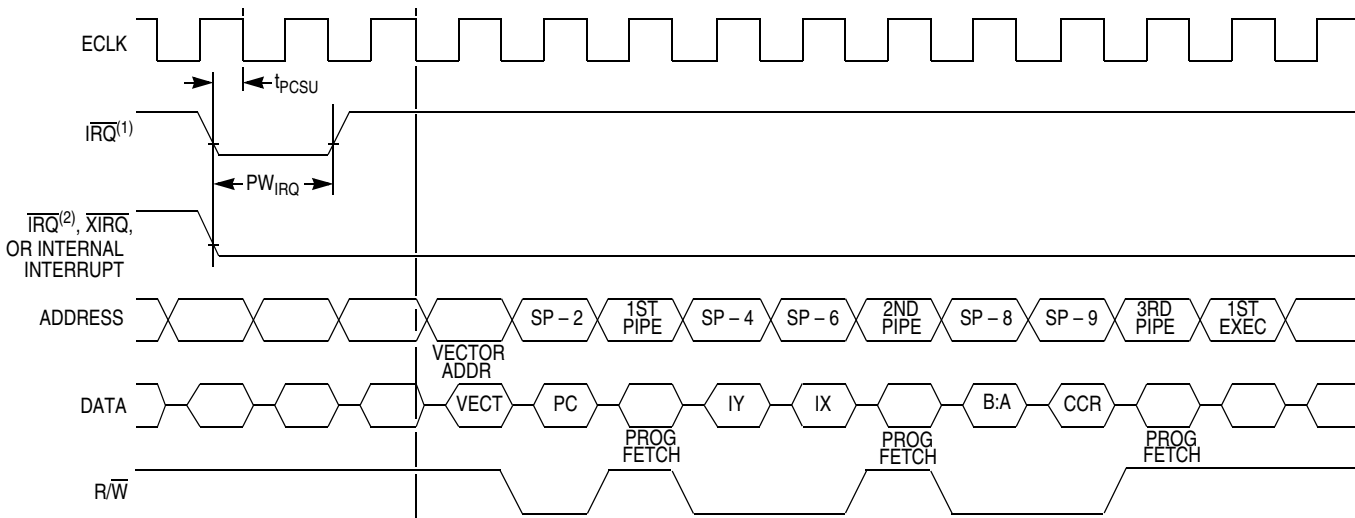 ECLK
tPCSU
IRQ(1)
PWIRQ
IRQ(2), XIRQ,
OR INTERNAL
INTERRUPT
ADDRESS
VECTOR
ADDR
SP – 2
1ST
PIPE
SP – 4
SP – 6
2ND
PIPE
SP – 8
SP – 9
3RD
PIPE
1ST
EXEC
DATA
VECT
PC
PROG
FETCH
IY
IX
PROG
FETCH
B:A
CCR
PROG
FETCH
R/W